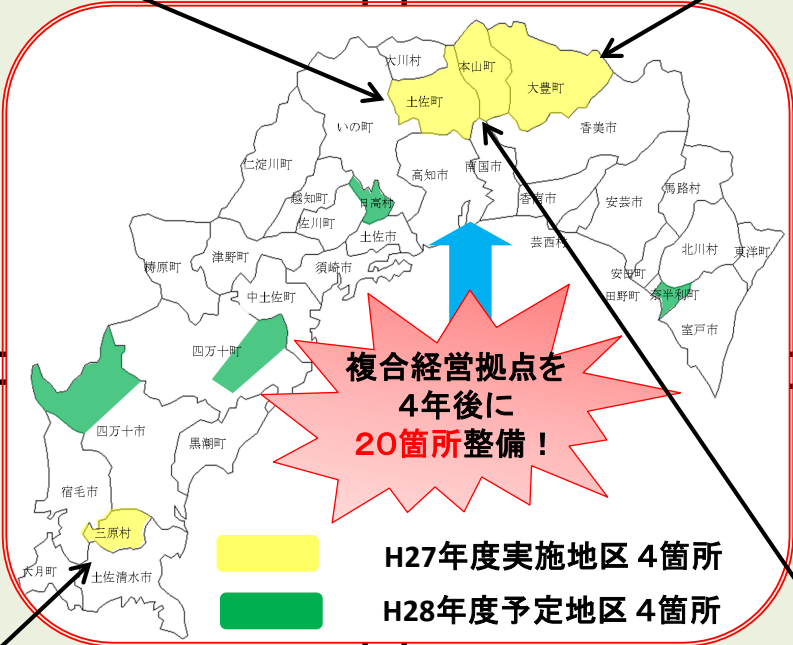 大川村
本山町
土佐町
大豊町
いの町
香美市
仁淀川町
高知市
南国市
越知町
日高村
香南市
安芸市
馬路村
佐川町
土佐市
芸西村
北川村
東洋町
津野町
梼原町
須崎市
安田町
中土佐町
田野町
奈半利町
室戸市
四万十町
複合経営拠点を
4年後に
20箇所整備！
四万十市
黒潮町
宿毛市
三原村
大月町
土佐清水市
H27年度実施地区 4箇所
H28年度予定地区 4箇所